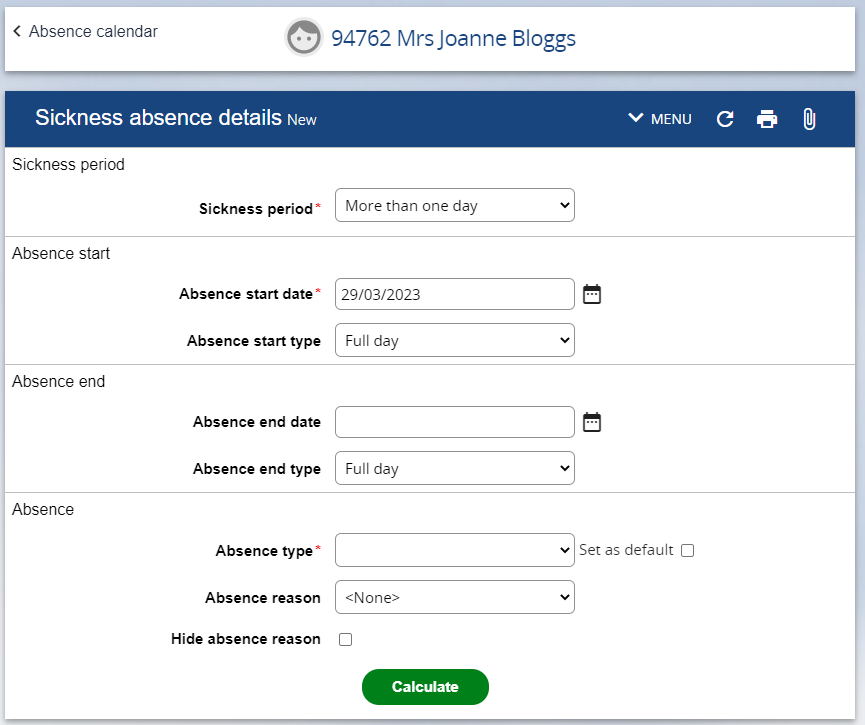 Absence calendar
94762 Mrs Joanne Bloggs
Sickness absence details New
MENU
Sickness period
Sickness period* More than one day
Absence start
Absence start date* 29/03/2023
Absence start type Full day
Absence end
Absence end date
Absence end type Full day
Absence
Absence type* Set as default
Absence reason <None>
Hide absence reason
Calculate